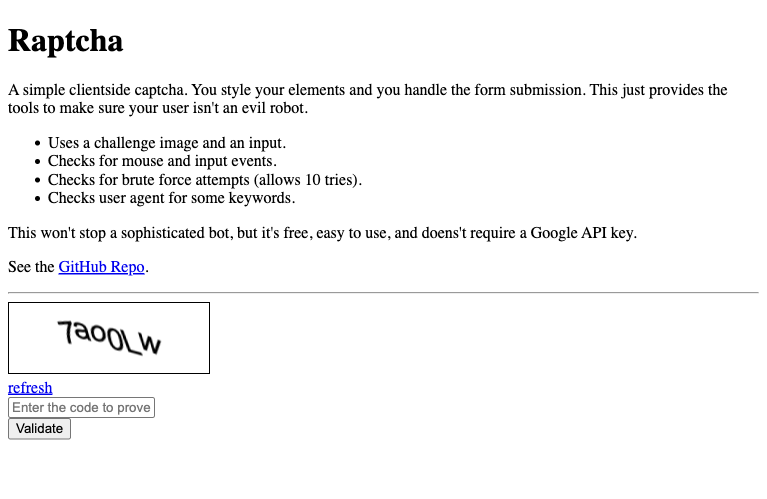 Raptcha
A simple clientside captcha. You style your elements and you handle the form submission. This just provides the
tools to make sure your user isn't an evil robot.
Uses a challenge image and an input.
Checks for mouse and input events.
Checks for brute force attempts (allows 10 tries).
Checks user agent for some keywords.
This won't stop a sophisticated bot, but it's free, easy to use, and doens't require a Google API key.
See the GitHub Repo.
7aoOLW
refresh
Enter the code to prove
Validate